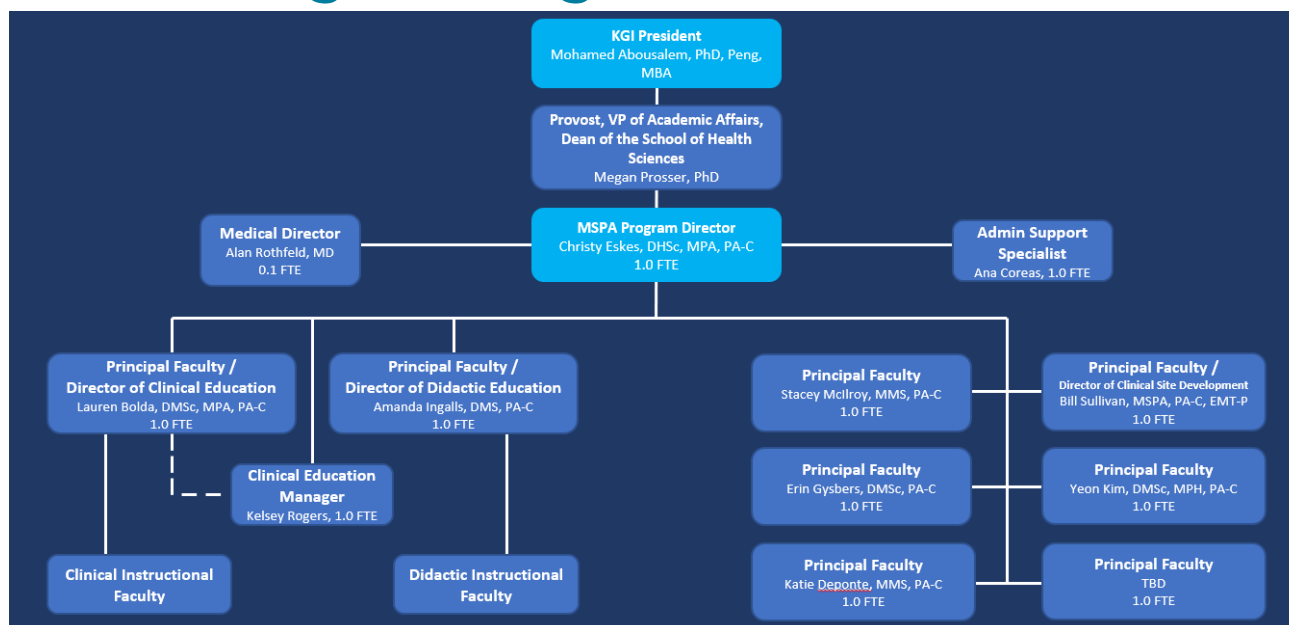 KGI President
Mohamed Abousalem, PhD, Peng,
MBA
Provost, VP of Academic Affairs,
Dean of the School of Health
Sciences
Megan Prosser, PhD
Medical Director
Alan Rothfeld, MD
0.1 FTE
MSPA Program Director
Christy Eskes, DHSc, MPA, PA-C
1.0 FTE
Admin Support
Specialist
Ana Coreas, 1.0 FTE
Principal Faculty /
Director of Clinical Education
Lauren Bolda, DMSc, MPA, PA-C
1.0 FTE
Principal Faculty /
Director of Didactic Education
Amanda Ingalls, DMS, PA-C
1.0 FTE
Principal Faculty
Stacey McIlroy, MMS, PA-C
1.0 FTE
Principal Faculty /
Director of Clinical Site Development
Bill Sullivan, MSPA, PA-C, EMT-P
1.0 FTE
Clinical Education
Manager
Kelsey Rogers, 1.0 FTE
Principal Faculty
Erin Gysbers, DMSc, PA-C
1.0 FTE
Principal Faculty
Yeon Kim, DMSc, MPH, PA-C
1.0 FTE
Clinical Instructional
Faculty
Didactic Instructional
Faculty
Principal Faculty
Katie Deponte, MMS, PA-C
1.0 FTE
Principal Faculty
TBD
1.0 FTE